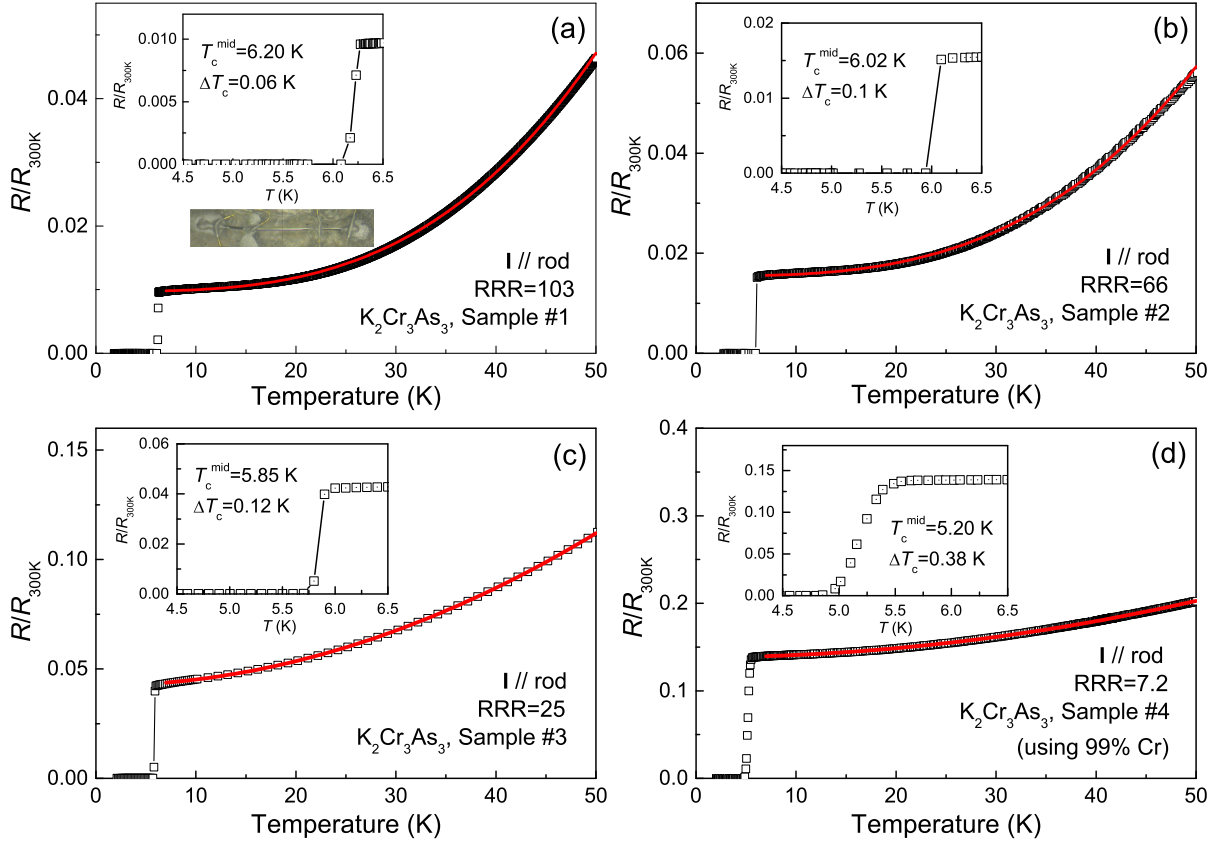 (a)
R/R300K
0.04
0.02
0.00
0.010
0.005
0.000
R/R300K
Tcmid=6.20 K
ΔTc=0.06 K
4.5 5.0 5.5 6.0 6.5
T (K)
I // rod
RRR=103
K2Cr3As3, Sample #1
0 10 20 30 40 50
Temperature (K)
(b)
R/R300K
0.06
0.04
0.02
0.00
0.02
0.01
0.00
R/R300K
Tcmid=6.02 K
ΔTc=0.1 K
4.5 5.0 5.5 6.0 6.5
T (K)
I // rod
RRR=66
K2Cr3As3, Sample #2
0 10 20 30 40 50
Temperature (K)
(c)
R/R300K
0.15
0.10
0.05
0.00
0.06
0.04
0.02
0.00
R/R300K
Tcmid=5.85 K
ΔTc=0.12 K
4.5 5.0 5.5 6.0 6.5
T (K)
I // rod
RRR=25
K2Cr3As3, Sample #3
0 10 20 30 40 50
Temperature (K)
(d)
R/R300K
0.4
0.3
0.2
0.1
0.0
0.15
0.10
0.05
0.00
R/R300K
Tcmid=5.20 K
ΔTc=0.38 K
4.5 5.0 5.5 6.0 6.5
T (K)
I // rod
RRR=7.2
K2Cr3As3, Sample #4
(using 99% Cr)
0 10 20 30 40 50
Temperature (K)